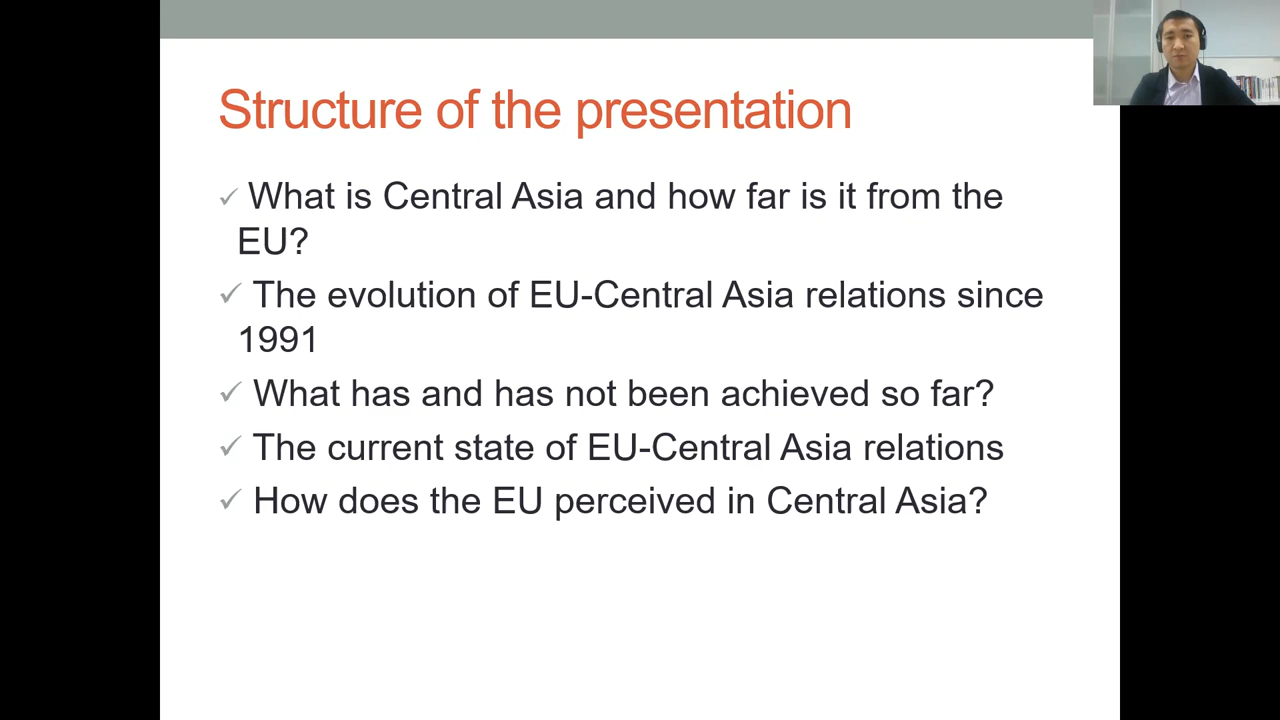 Structure of the presentation
✓ What is Central Asia and how far is it from the
EU?
✓ The evolution of EU-Central Asia relations since
1991
✓ What has and has not been achieved so far?
✓ The current state of EU-Central Asia relations
✓ How does the EU perceived in Central Asia?